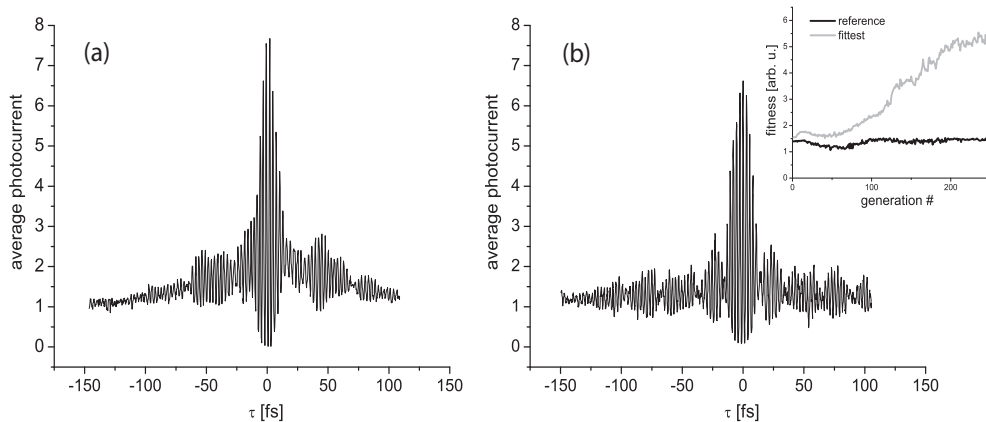 (a)
average photocurrent
8
7
6
5
4
3
2
1
0
-150 -100 -50 0 50 100 150
τ [fs]
(b)
average photocurrent
8
7
6
5
4
3
2
1
0
-150 -100 -50 0 50 100 150
τ [fs]
reference
fittest
fitness [arb. u.]
6
5
4
3
2
1
0
0 100 200
generation #